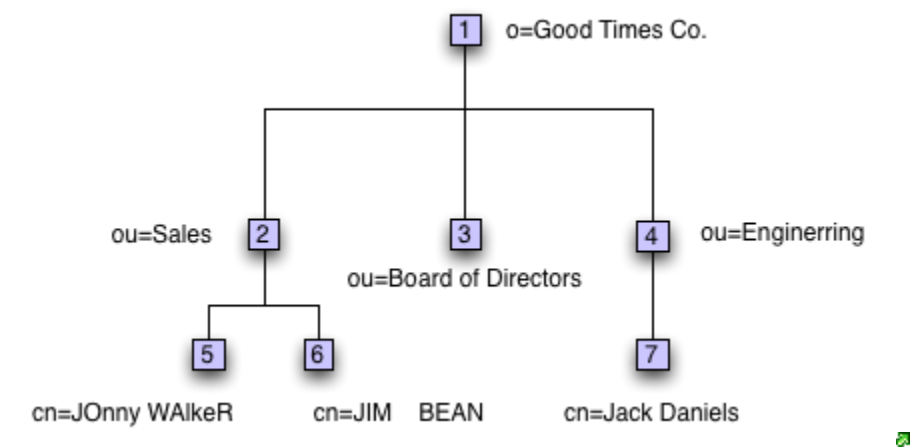 1 o=Good Times Co.
ou=Sales 2 3 4 ou=Enginerring
ou=Board of Directors
5 6 7
cn=JOnny WAlkeR cn=JIM BEAN cn=Jack Daniels